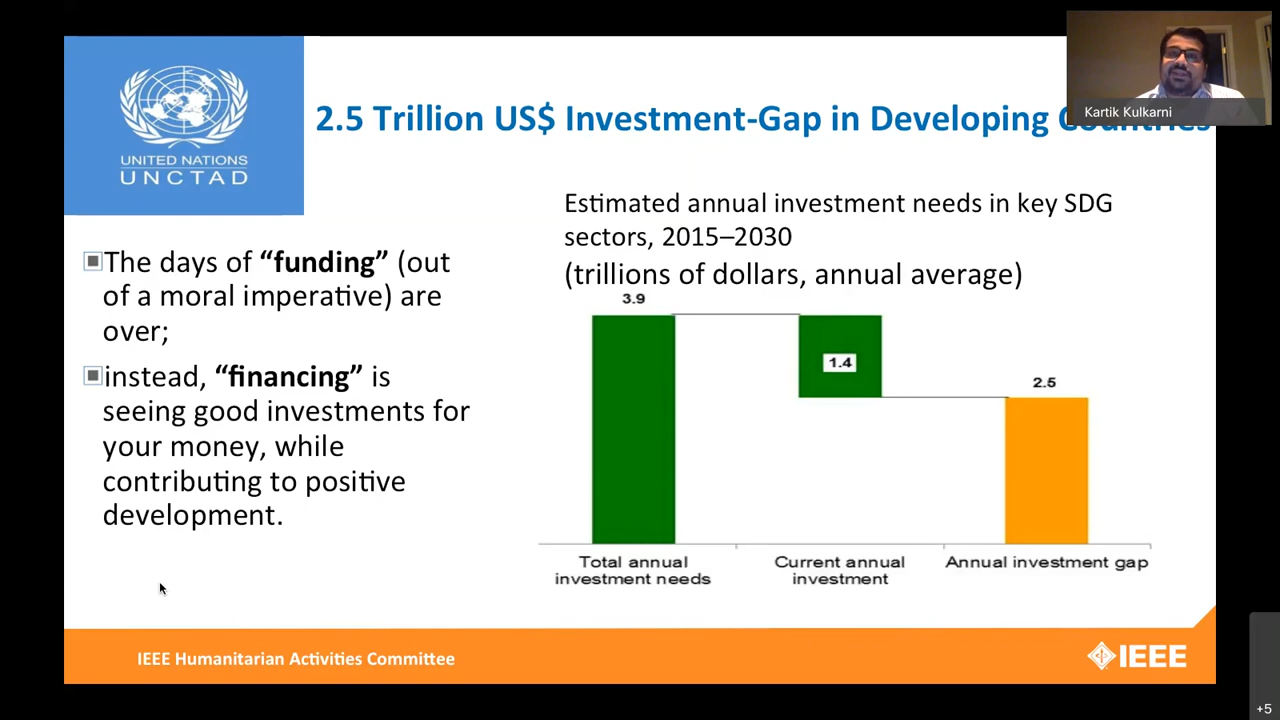 UNITED NATIONS
UNCTAD
2.5 Trillion US$ Investment-Gap in Developing Countries
Kartik Kulkarni
The days of “funding” (out
of a moral imperative) are
over;
instead, “financing” is
seeing good investments for
your money, while
contributing to positive
development.
Estimated annual investment needs in key SDG
sectors, 2015–2030
(trillions of dollars, annual average)
3.9
1.4
2.5
Total annual
investment needs
Current annual
investment
Annual investment gap
IEEE Humanitarian Activities Committee
IEEE
+5